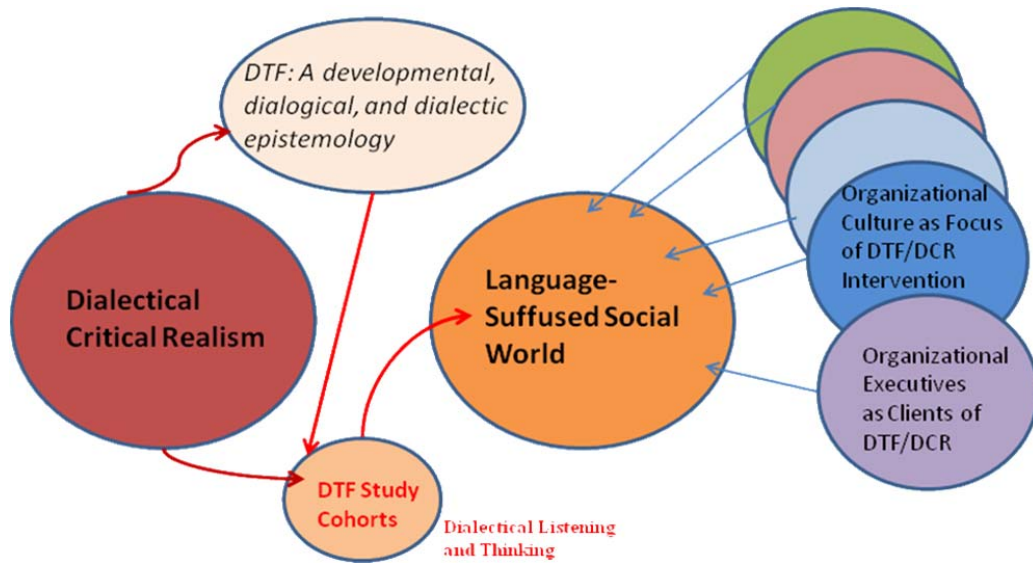 DTF: A developmental,
dialogical, and dialectic
epistemology
Dialectical
Critical Realism
Language-
Suffused Social
World
Organizational
Culture as Focus
of DTF/DCR
Intervention
Organizational
Executives
as Clients of
DTF/DCR
DTF Study
Cohorts
Dialectical Listening
and Thinking